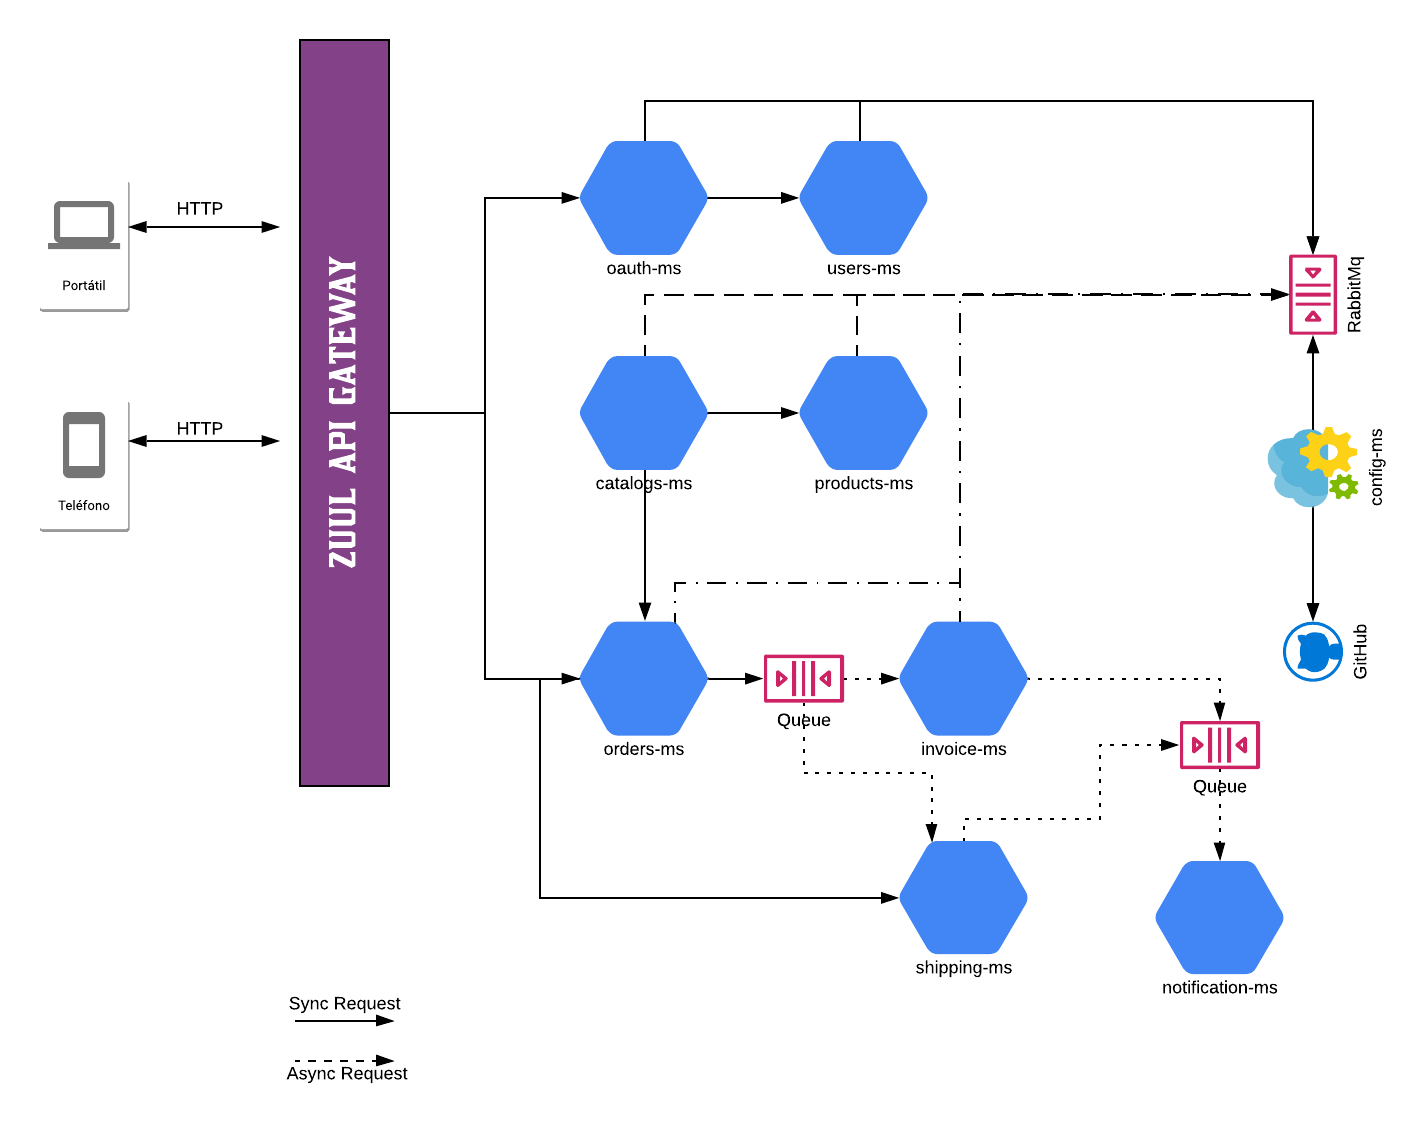 HTTP
Portátil
HTTP
Teléfono
ZUUL API GATEWAY
oauth-ms
users-ms
RabbitMq
catalogs-ms
products-ms
config-ms
GitHub
orders-ms
Queue
invoice-ms
Queue
shipping-ms
notification-ms
Sync Request
Async Request